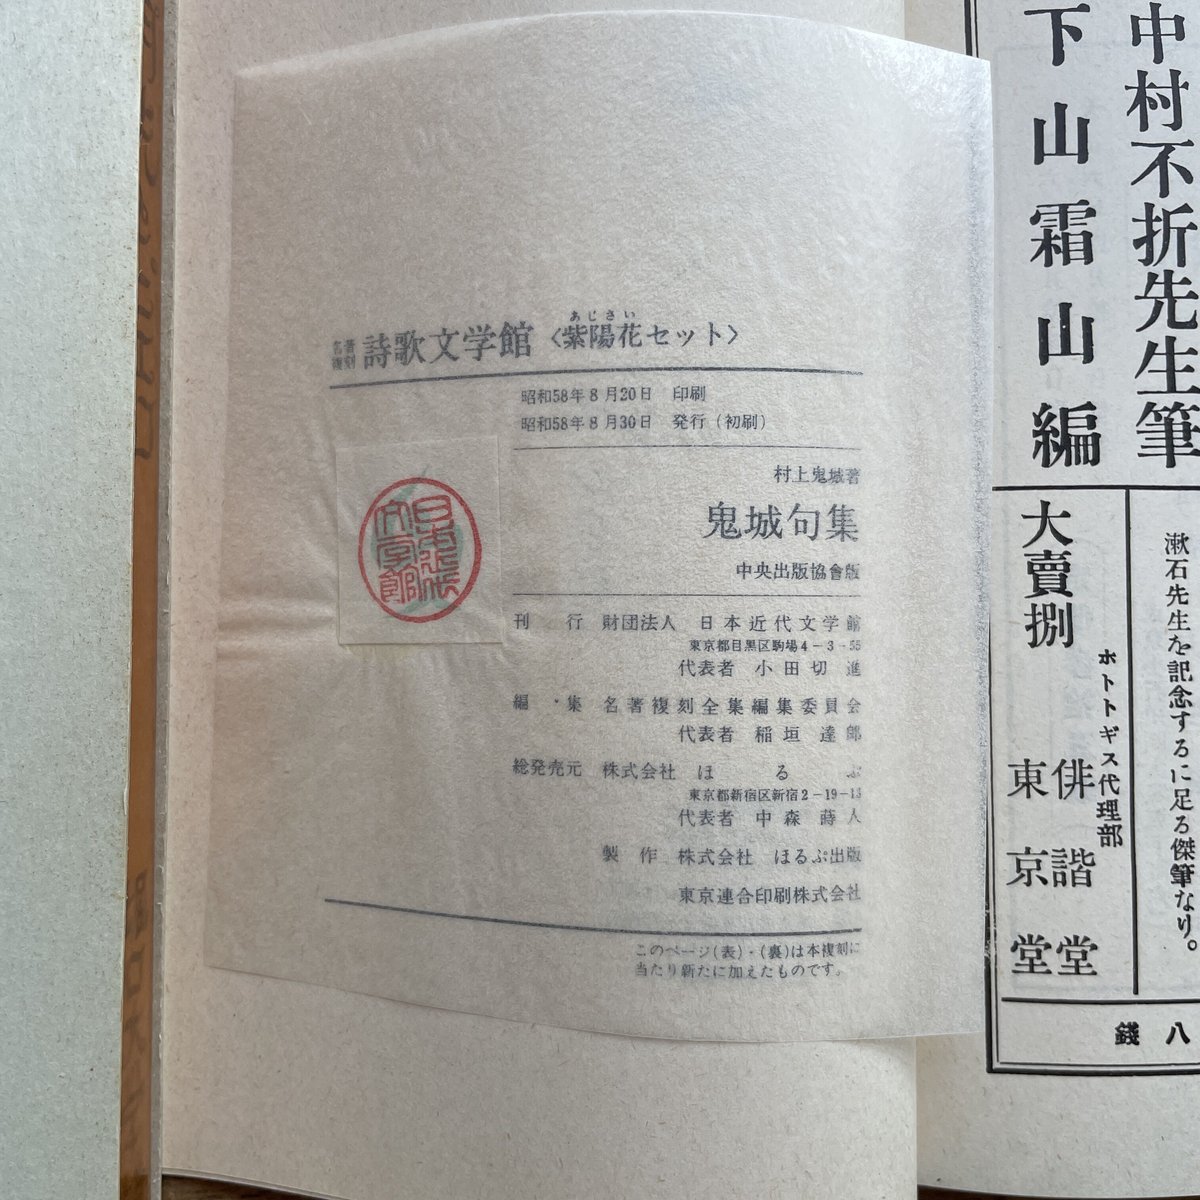 名著
復刻
詩歌文学館〈紫陽花セット〉
あじさい
昭和58年8月20日 印刷
昭和58年8月30日 発行（初刷）
村上鬼城著
鬼城句集
中央出版協會版
刊 行 財団法人 日本近代文学館
東京都目黒区駒場4-3-55
代表者 小田切 進
編・集 名著複刻全集編集委員会
代表者 稲垣達郎
総発売元 株式会社 ほるぷ
東京都新宿区新宿2-19-13
代表者 中森蒔人
製作 株式会社 ほるぷ出版
東京連合印刷株式会社
このページ(表)・(裏)は本複刻に
当たり新たに加えたものです。
中村不折先生筆
下山霜山編
漱石先生を記念するに足る傑筆なり。
大賣捌
ホトトギス代理部
俳諧堂
東京堂
八錢